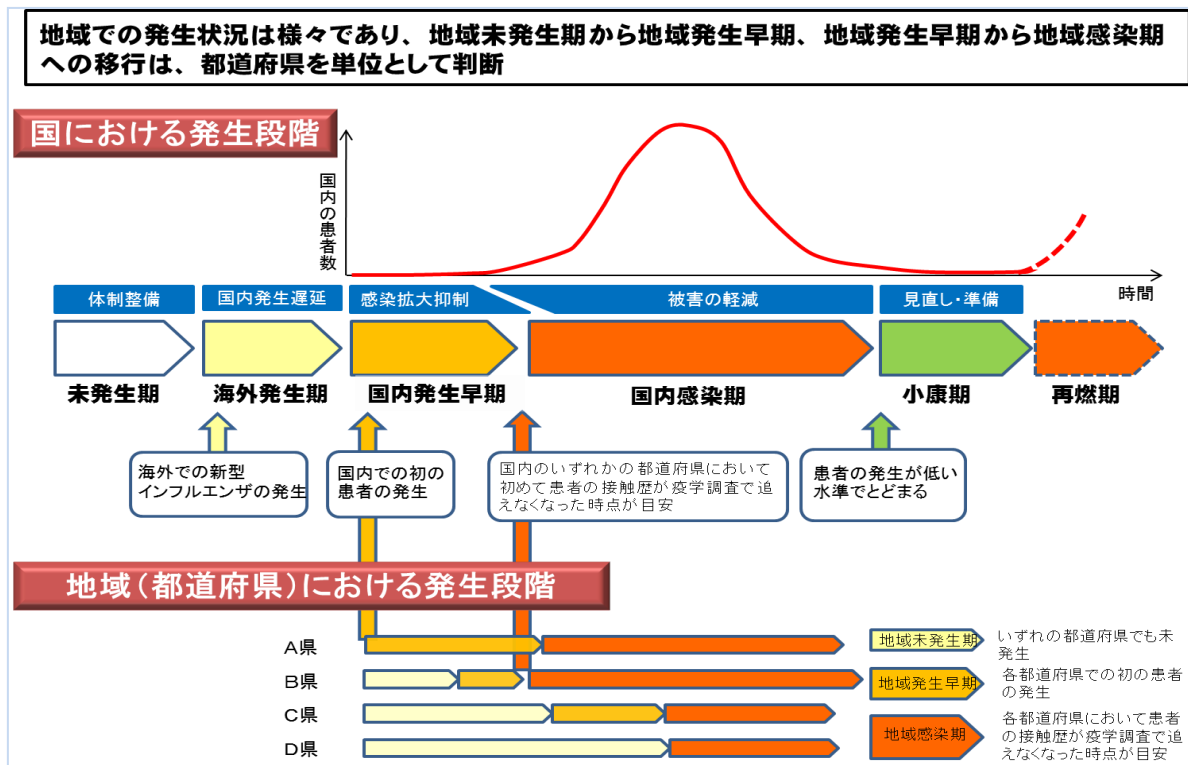 地域での発生状況は様々であり、地域未発生期から地域発生早期、地域発生早期から地域感染期
への移行は、都道府県を単位として判断
国における発生段階
国内の患者数
時間
体制整備
国内発生遅延
感染拡大抑制
被害の軽減
見直し・準備
未発生期
海外発生期
国内発生早期
国内感染期
小康期
再燃期
海外での新型
インフルエンザの発生
国内での初の
患者の発生
国内のいずれかの都道府県において
初めて患者の接触歴が疫学調査で追
えなくなった時点が目安
患者の発生が低い
水準でとどまる
地域(都道府県)における発生段階
A県
B県
C県
D県
地域未発生期
いずれの都道府県でも未
発生
地域発生早期
各都道府県での初の患者
の発生
地域感染期
各都道府県において患者
の接触歴が疫学調査で追
えなくなった時点が目安